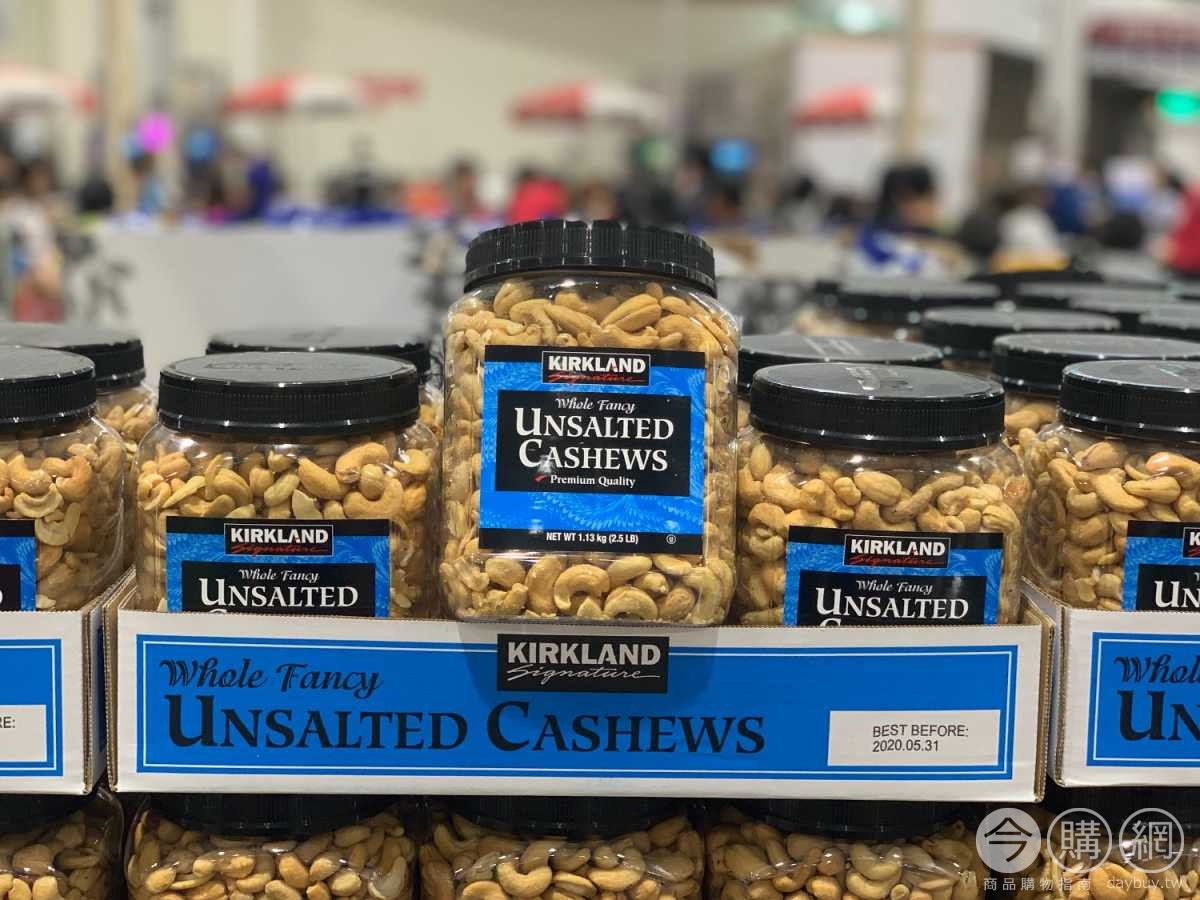 KIRKLAND
Signature
Whole Fancy
UNSALTED
CASHEWS
Premium Quality
NET WT 1.13 kg (2.5 LB)
KIRKLAND
Signature
Whole Fancy
UNSALTED
KIRKLAND
Signature
Whole Fancy
UNSALTED
KIRKLAND
Signature
Whole Fancy
UNSALTED CASHEWS
BEST BEFORE:
2020.05.31
今購網
商品購物指南 daybuy.tw